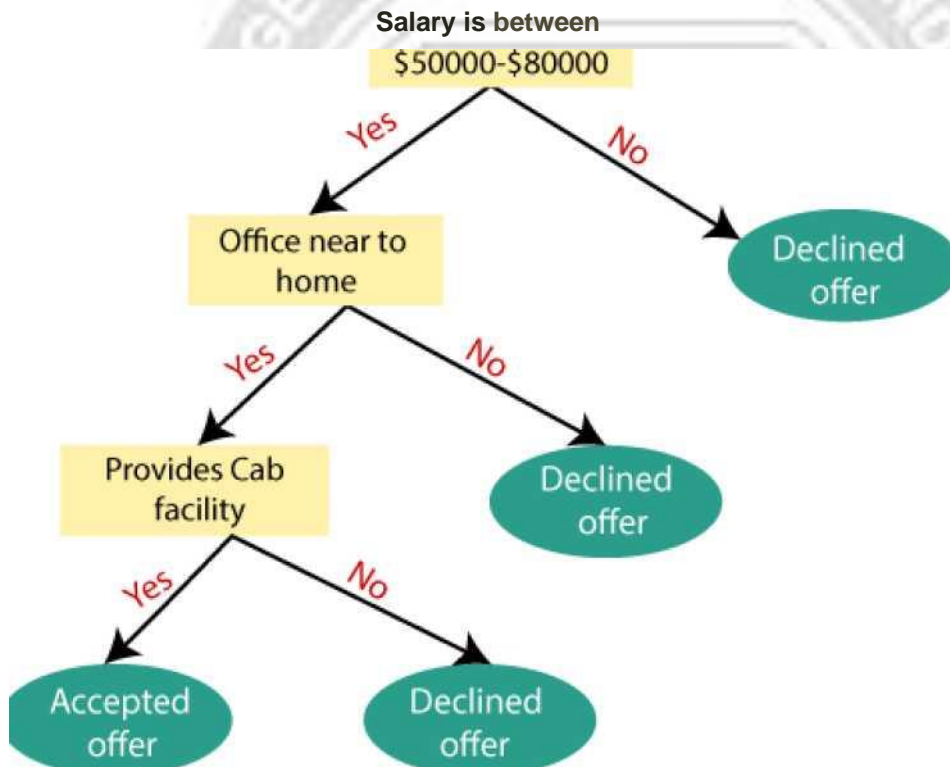 Salary is between
$50000-$80000
Yes
No
Office near to
home
Declined
offer
Yes
No
Provides Cab
facility
Declined
offer
Yes
No
Accepted
offer
Declined
offer